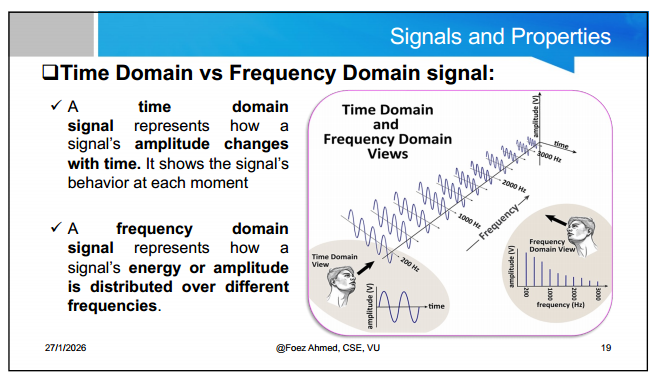 Signals and Properties
❑Time Domain vs Frequency Domain signal:
✓ A time domain
signal represents how a
signal's amplitude changes
with time. It shows the signal's
behavior at each moment
✓ A frequency domain
signal represents how a
signal's energy or amplitude
is distributed over different
frequencies.
Time Domain
and
Frequency Domain
Views
amplitude (V)
time
3000 Hz
2000 Hz
1000 Hz
200 Hz
Frequency
Time Domain
View
amplitude (V)
time
Frequency
Domain View
amplitude (V)
200
1000
2000
3000
frequency (Hz)
27/1/2026
@Foez Ahmed, CSE, VU
19